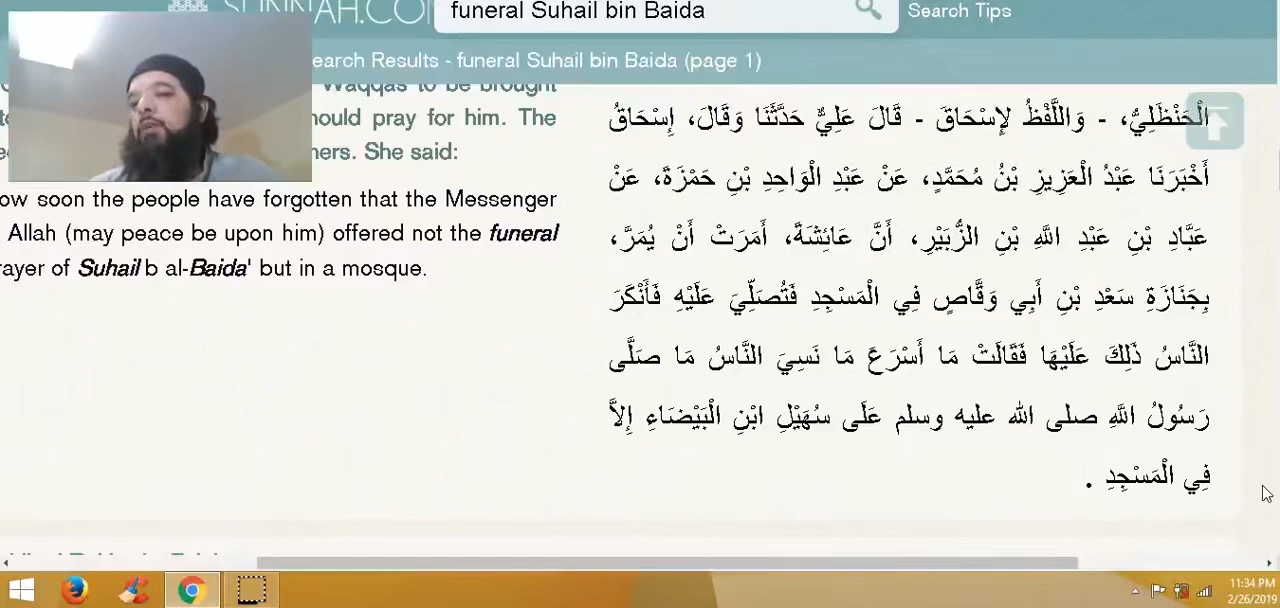 SUNNAH.CO
funeral Suhail bin Baida
Search Tips
earch Results - funeral Suhail bin Baida (page 1)
Waqqas to be brought
hould pray for him. The
ners. She said:
ow soon the people have forgotten that the Messenger
Allah (may peace be upon him) offered not the funeral
rayer of Suhail b al-Baida' but in a mosque.
الْحَنْظَلِيُّ، - وَاللَّفْظُ لإِسْحَاقَ - قَالَ عَلِيٌّ حَدَّثَنَا وَقَالَ، إِسْحَاقُ
أَخْبَرَنَا عَبْدُ الْعَزِيزِ بْنُ مُحَمَّدٍ، عَنْ عَبْدِ الْوَاحِدِ بْنِ حَمْزَةَ، عَنْ
عَبَّادِ بْنِ عَبْدِ اللَّهِ بْنِ الزُّبَيْرِ، أَنَّ عَائِشَةَ، أَمَرَتْ أَنْ يُمَرَّ،
بِجَنَازَةِ سَعْدِ بْنِ أَبِي وَقَّاصٍ فِي الْمَسْجِدِ فَتُصَلِّيَ عَلَيْهِ فَأَنْكَرَ
النَّاسُ ذَلِكَ عَلَيْهَا فَقَالَتْ مَا أَسْرَعَ مَا نَسِيَ النَّاسُ مَا صَلَّى
رَسُولُ اللَّهِ صلى الله عليه وسلم عَلَى سُهَيْلِ ابْنِ الْبَيْضَاءِ إِلاَّ
فِي الْمَسْجِدِ .
11:34 PM
2/26/2019